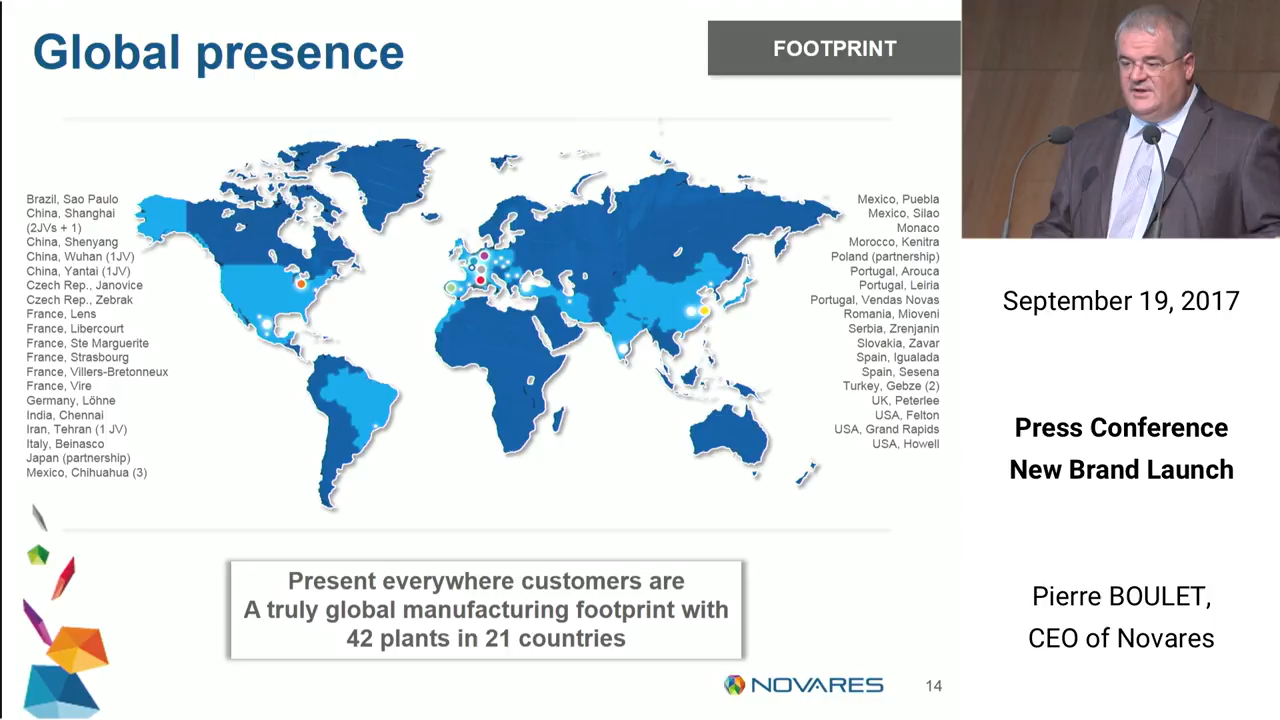 Global presence
FOOTPRINT
Brazil, Sao Paulo
China, Shanghai
(2JVs + 1)
China, Shenyang
China, Wuhan (1JV)
China, Yantai (1JV)
Czech Rep., Janovice
Czech Rep., Zebrak
France, Lens
France, Libercourt
France, Ste Marguerite
France, Strasbourg
France, Villers-Bretonneux
France, Vire
Germany, Löhne
India, Chennai
Iran, Tehran (1 JV)
Italy, Beinasco
Japan (partnership)
Mexico, Chihuahua (3)
Mexico, Puebla
Mexico, Silao
Monaco
Morocco, Kenitra
Poland (partnership)
Portugal, Arouca
Portugal, Leiria
Portugal, Vendas Novas
Romania, Mioveni
Serbia, Zrenjanin
Slovakia, Zavar
Spain, Igualada
Spain, Sesena
Turkey, Gebze (2)
UK, Peterlee
USA, Felton
USA, Grand Rapids
USA, Howell
Present everywhere customers are
A truly global manufacturing footprint with
42 plants in 21 countries
NOVARES
14
September 19, 2017
Press Conference
New Brand Launch
Pierre BOULET,
CEO of Novares